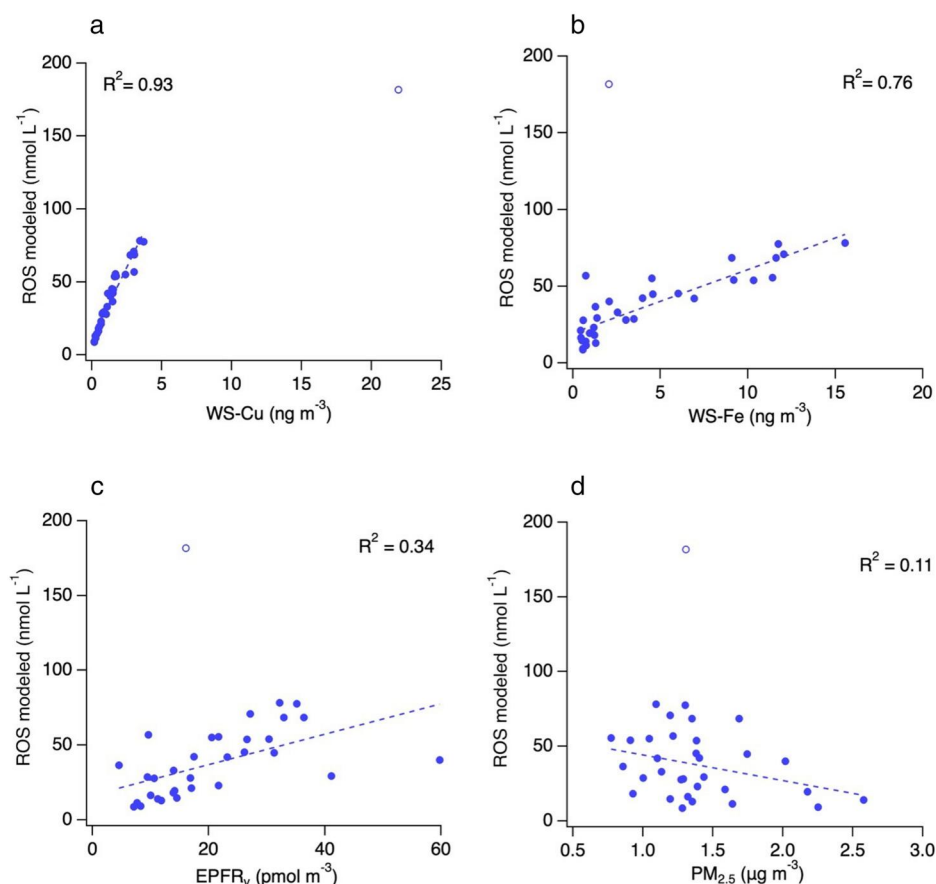 a
200
150
100
50
0
ROS modeled (nmol L⁻¹)
R²= 0.93
0 5 10 15 20 25
WS-Cu (ng m⁻³)
b
200
150
100
50
0
ROS modeled (nmol L⁻¹)
R² = 0.76
0 5 10 15 20
WS-Fe (ng m⁻³)
c
200
150
100
50
0
ROS modeled (nmol L⁻¹)
R² = 0.34
0 20 40 60
EPFRᵥ (pmol m⁻³)
d
200
150
100
50
0
ROS modeled (nmol L⁻¹)
R² = 0.11
0.5 1.0 1.5 2.0 2.5 3.0
PM₂.₅ (µg m⁻³)